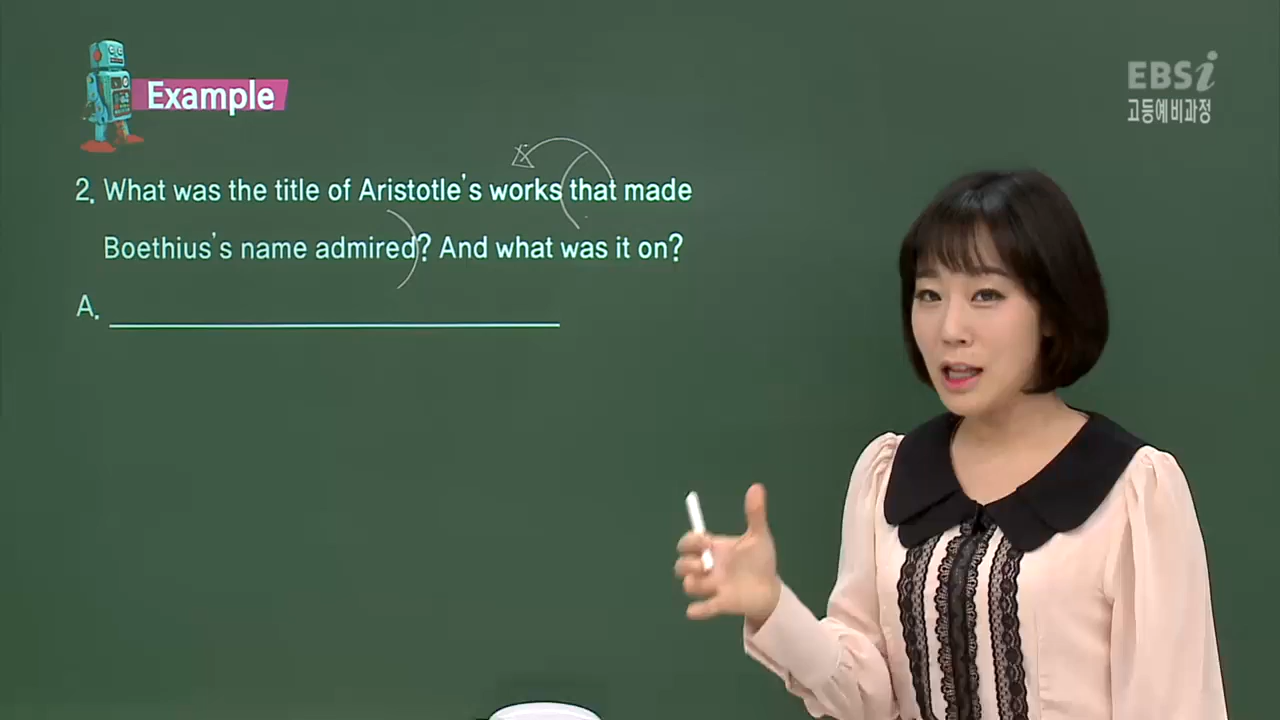 EBSi
고등예비과정
Example
2. What was the title of Aristotle's works that made
Boethius's name admired? And what was it on?
A.